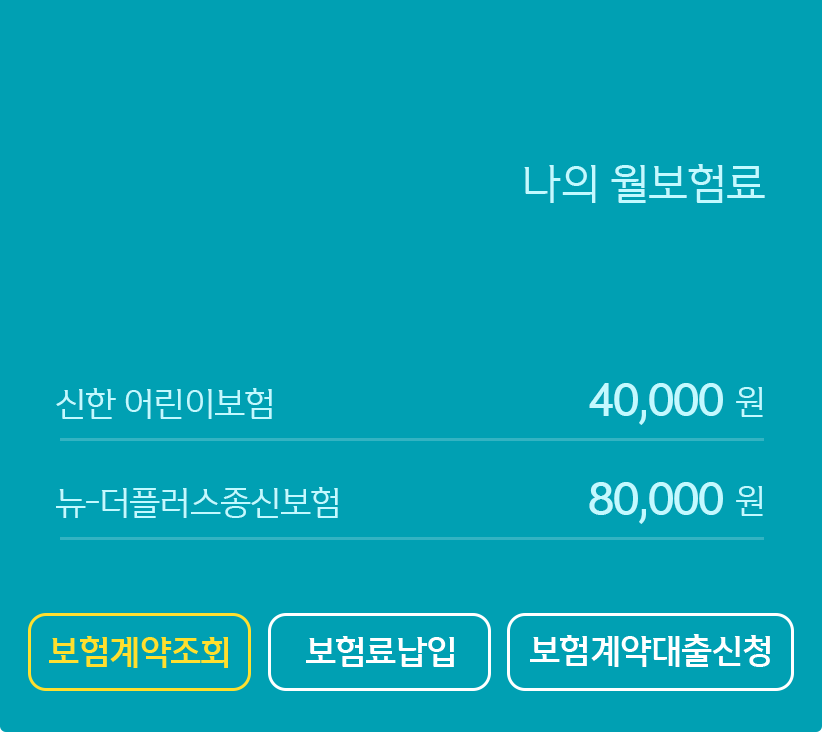 나의 월보험료
신한 어린이보험 40,000 원
뉴-더플러스종신보험 80,000 원
보험계약조회 보험료납입 보험계약대출신청